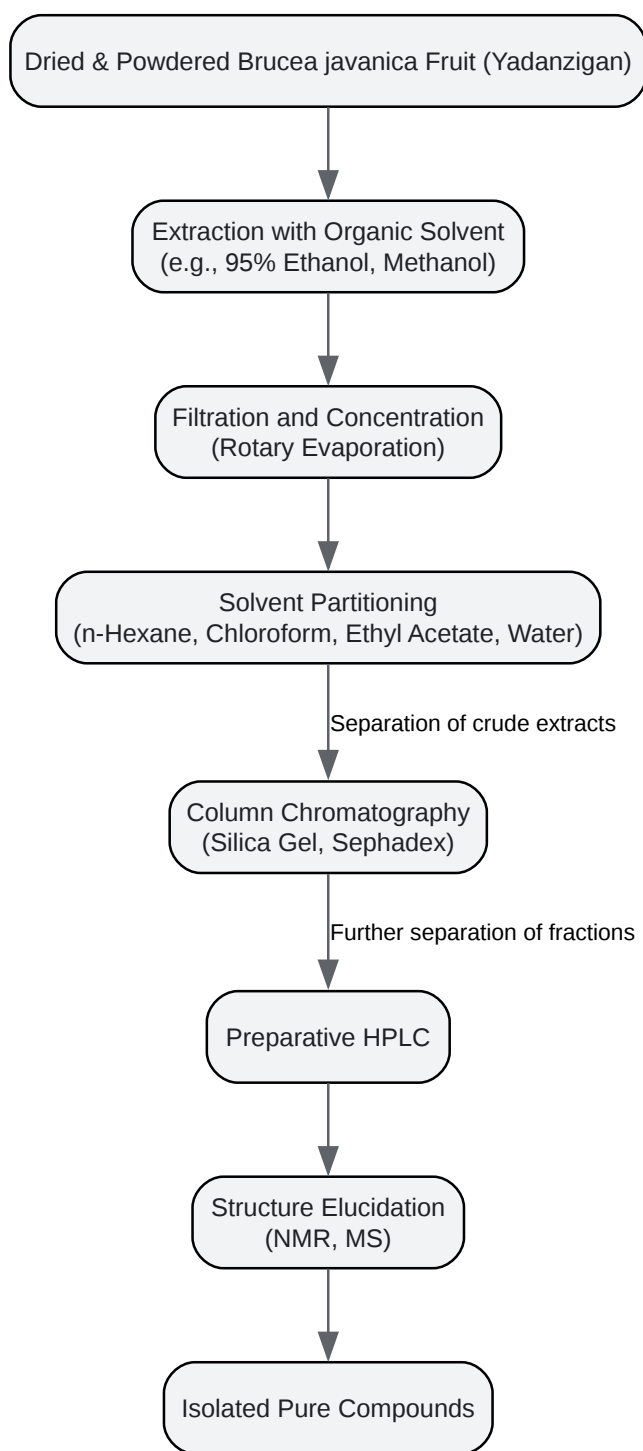 Dried & Powdered Brucea javanica Fruit (Yadanzigan)
Extraction with Organic Solvent
(e.g., 95% Ethanol, Methanol)
Filtration and Concentration
(Rotary Evaporation)
Solvent Partitioning
(n-Hexane, Chloroform, Ethyl Acetate, Water)
Separation of crude extracts
Column Chromatography
(Silica Gel, Sephadex)
Further separation of fractions
Preparative HPLC
Structure Elucidation
(NMR, MS)
Isolated Pure Compounds